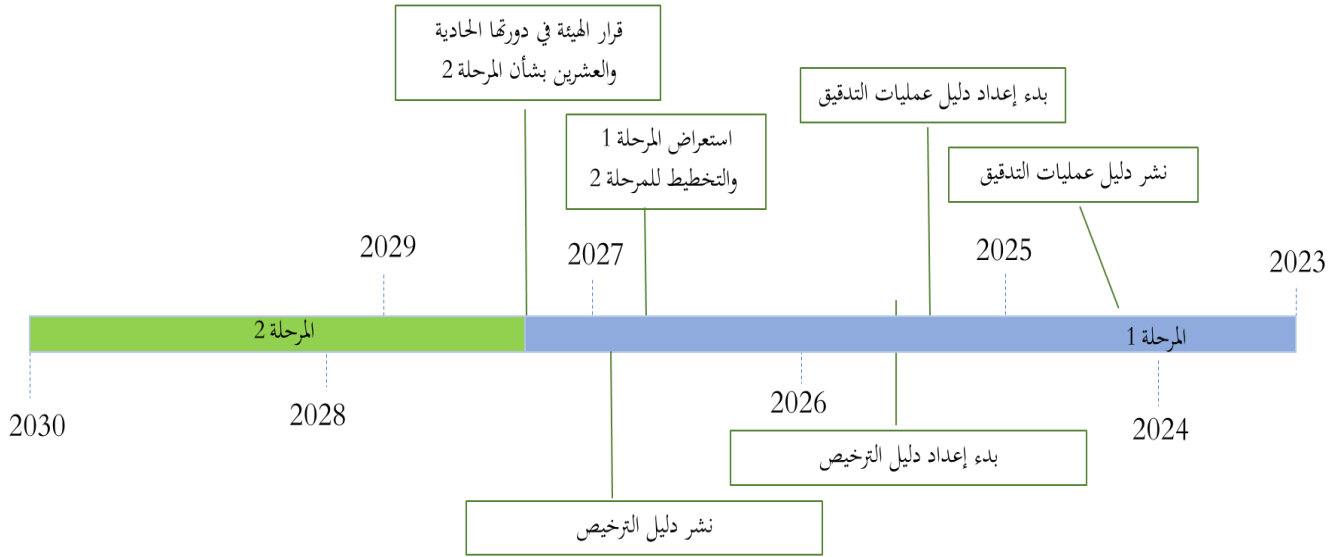 قرار الهيئة في دورتها الحادية
والعشرين بشأن المرحلة 2
بدء إعداد دليل عمليات التدقيق
استعراض المرحلة 1
والتخطيط للمرحلة 2
نشر دليل عمليات التدقيق
2023
2025
2027
2029
المرحلة 1
المرحلة 2
2024
2026
2028
2030
بدء إعداد دليل الترخيص
نشر دليل الترخيص